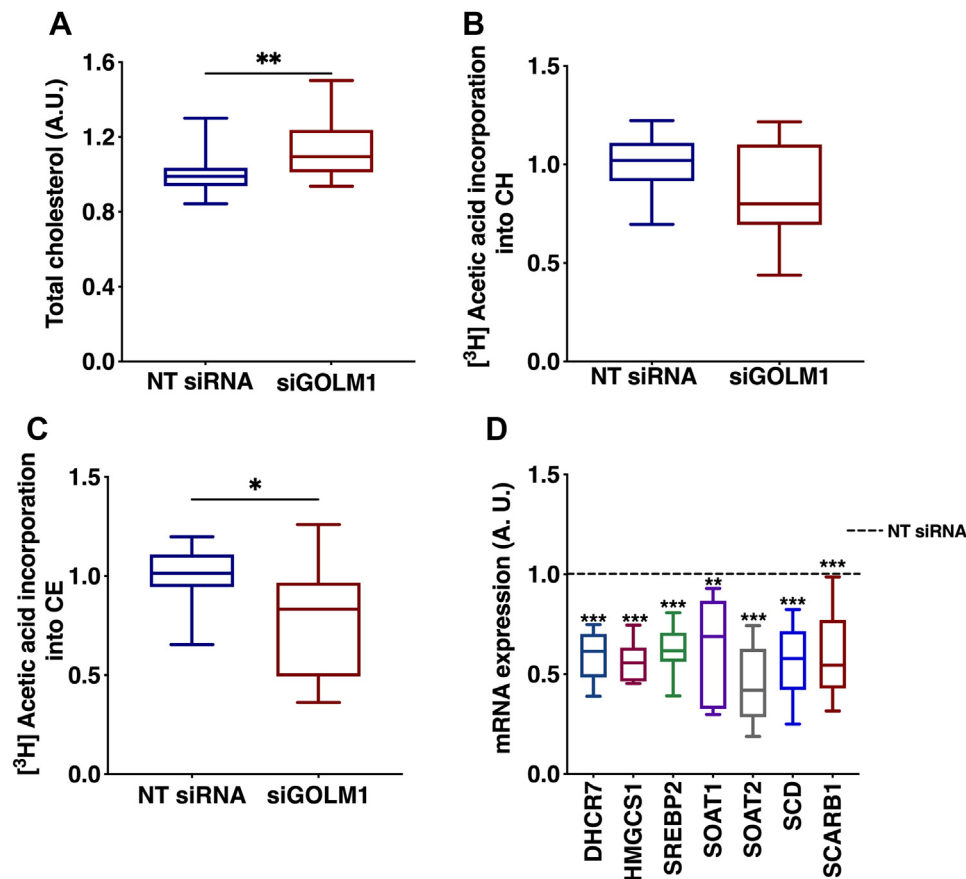 A
Total cholesterol (A.U.)
1.6
1.2
0.8
0.4
0.0
**
NT siRNA
siGOLM1
B
[³H] Acetic acid incorporation
into CH
1.5
1.0
0.5
0.0
NT siRNA
siGOLM1
C
[³H] Acetic acid incorporation
into CE
1.5
1.0
0.5
0.0
*
NT siRNA
siGOLM1
D
mRNA expression (A. U.)
1.5
1.0
0.5
0.0
NT siRNA
***
***
***
**
***
***
***
DHCR7
HMGCS1
SREBP2
SOAT1
SOAT2
SCD
SCARB1